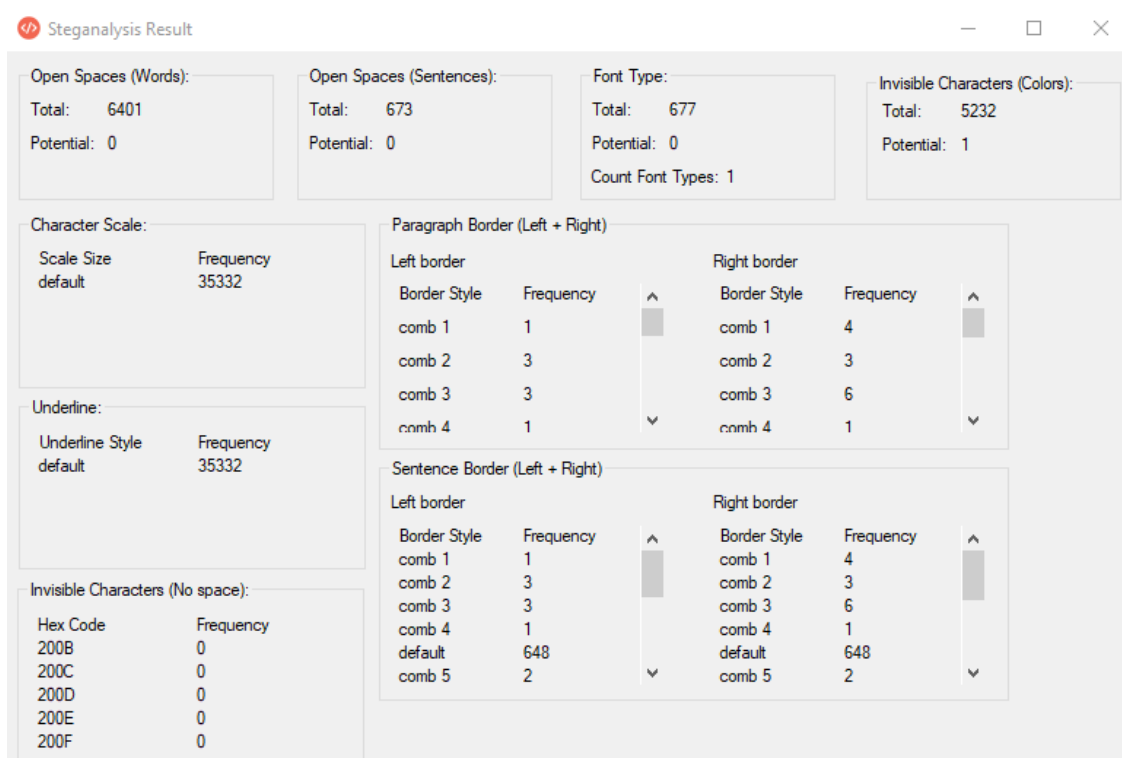 Steganalysis Result
Open Spaces (Words):
Total: 6401
Potential: 0
Open Spaces (Sentences):
Total: 673
Potential: 0
Font Type:
Total: 677
Potential: 0
Count Font Types: 1
Invisible Characters (Colors):
Total: 5232
Potential: 1
Character Scale:
Scale Size Frequency
default 35332
Underline:
Underline Style Frequency
default 35332
Invisible Characters (No space):
Hex Code Frequency
200B 0
200C 0
200D 0
200E 0
200F 0
Paragraph Border (Left + Right)
Left border
Border Style Frequency
comb 1 1
comb 2 3
comb 3 3
comb 4 1
Right border
Border Style Frequency
comb 1 4
comb 2 3
comb 3 6
comb 4 1
Sentence Border (Left + Right)
Left border
Border Style Frequency
comb 1 1
comb 2 3
comb 3 3
comb 4 1
default 648
comb 5 2
Right border
Border Style Frequency
comb 1 4
comb 2 3
comb 3 6
comb 4 1
default 648
comb 5 2